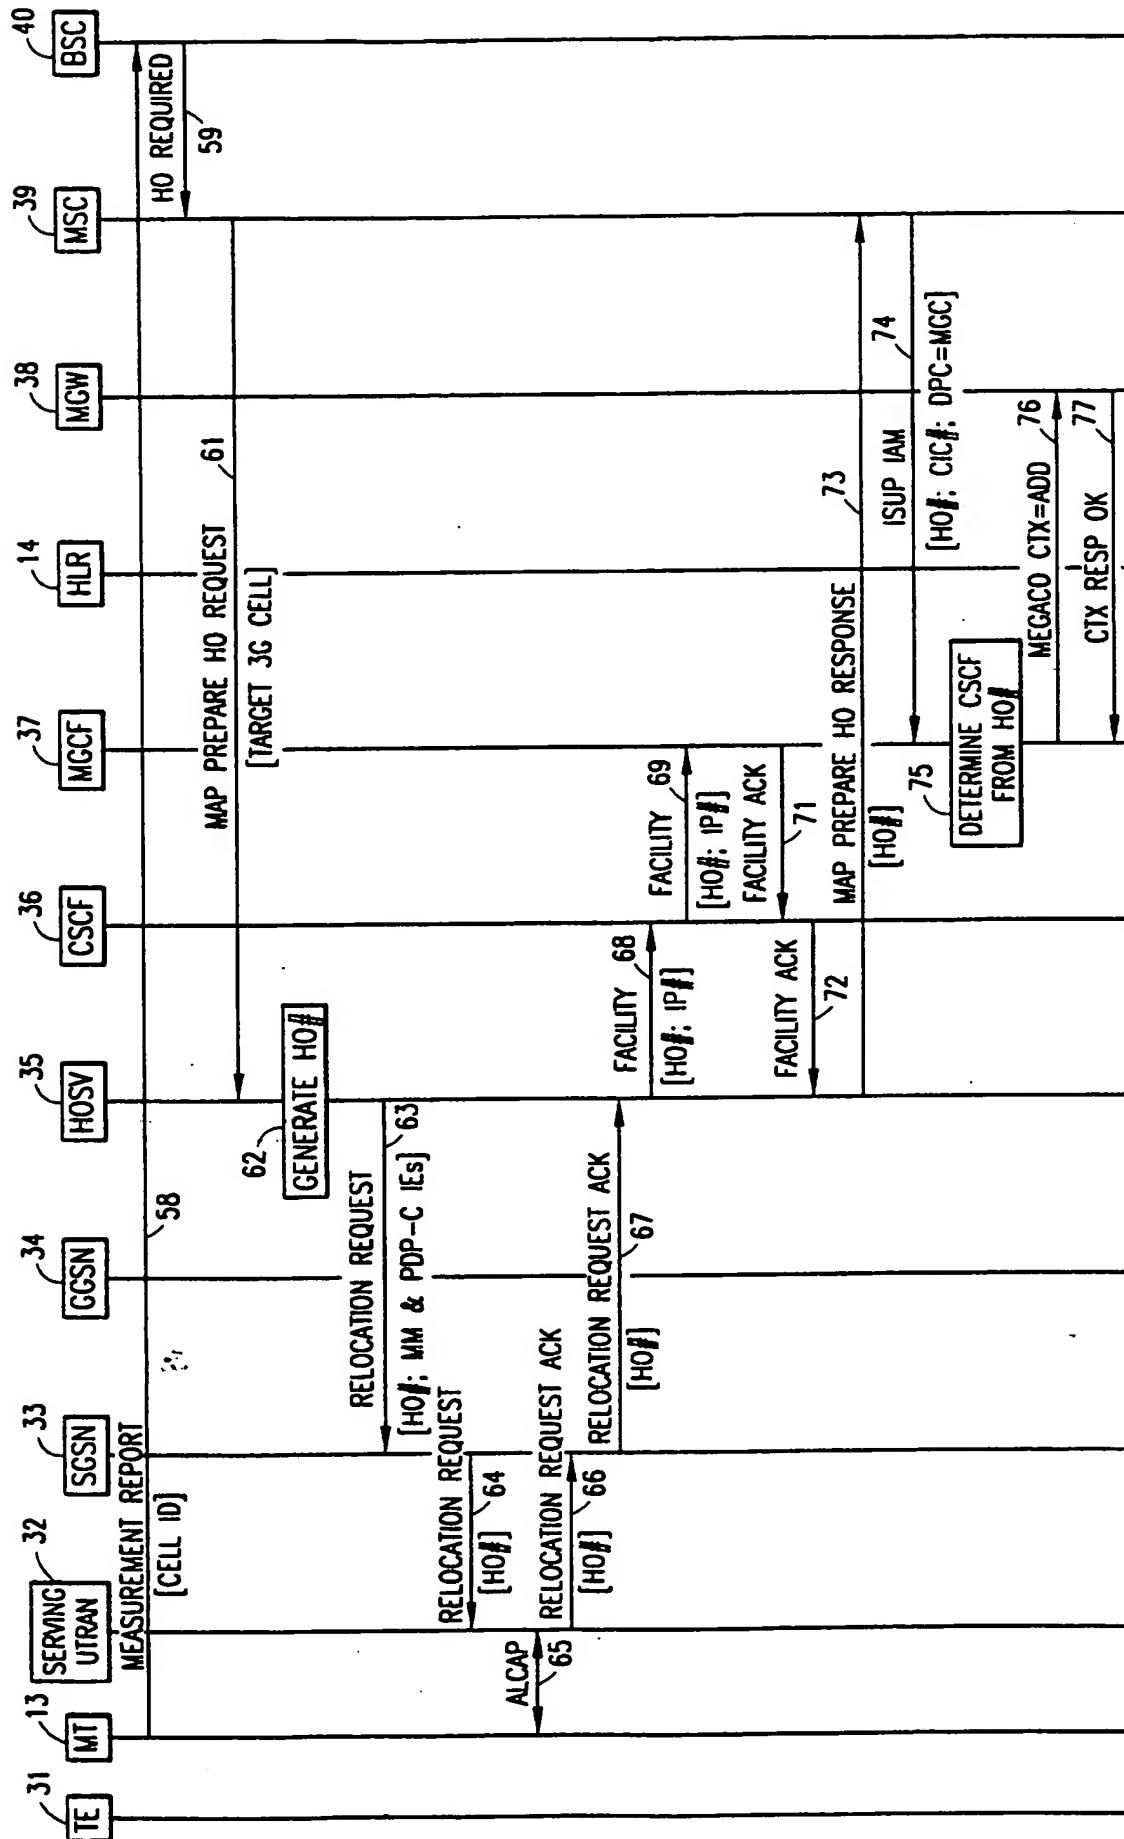 31
TE
13
MT
32
SERVING
UTRAN
33
SGSN
34
GGSN
35
HOSV
36
CSCF
37
MGCF
14
HLR
38
MGW
39
MSC
40
BSC
MEASUREMENT REPORT
58
[CELL ID]
HO REQUIRED
59
MAP PREPARE HO REQUEST
61
[TARGET 3G CELL]
62
GENERATE HO#
RELOCATION REQUEST
63
[HO#; MM & PDP-C IEs]
RELOCATION REQUEST
64
[HO#]
ALCAP
65
RELOCATION REQUEST ACK
66
[HO#]
RELOCATION REQUEST ACK
67
[HO#]
FACILITY
68
[HO#; IP#]
FACILITY
69
[HO#; IP#]
FACILITY ACK
71
FACILITY ACK
72
MAP PREPARE HO RESPONSE
73
[HO#]
ISUP IAM
74
[HO#; CIC#; DPC=MGC]
75
DETERMINE CSCF
FROM HO#
MEGACO CTX=ADD
76
CTX RESP OK
77